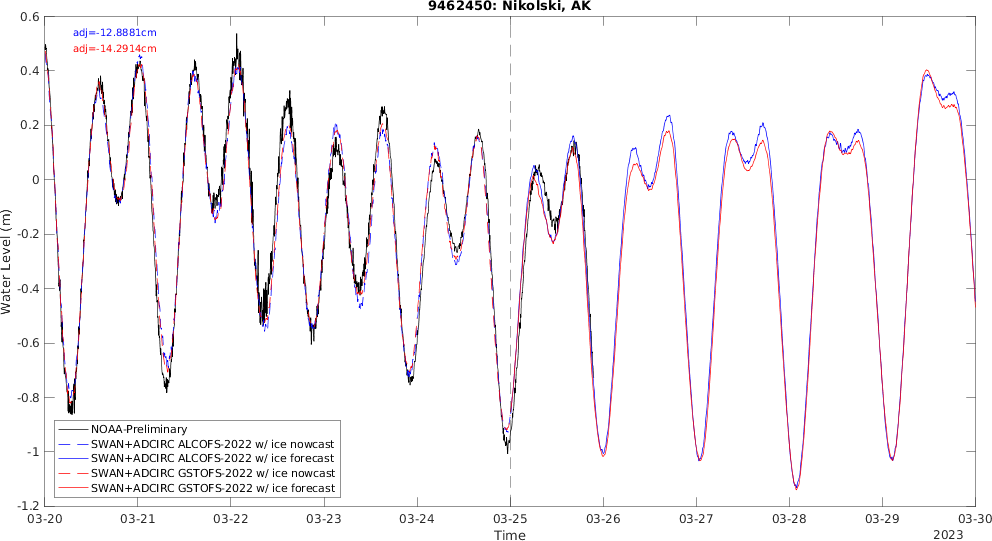 9462450: Nikolski, AK
adj=-12.8881cm
adj=-14.2914cm
0.6
0.4
0.2
0
-0.2
-0.4
-0.6
-0.8
-1
-1.2
Water Level (m)
NOAA-Preliminary
SWAN+ADCIRC ALCOFS-2022 w/ ice nowcast
SWAN+ADCIRC ALCOFS-2022 w/ ice forecast
SWAN+ADCIRC GSTOFS-2022 w/ ice nowcast
SWAN+ADCIRC GSTOFS-2022 w/ ice forecast
03-20 03-21 03-22 03-23 03-24 03-25 03-26 03-27 03-28 03-29 03-30
Time
2023